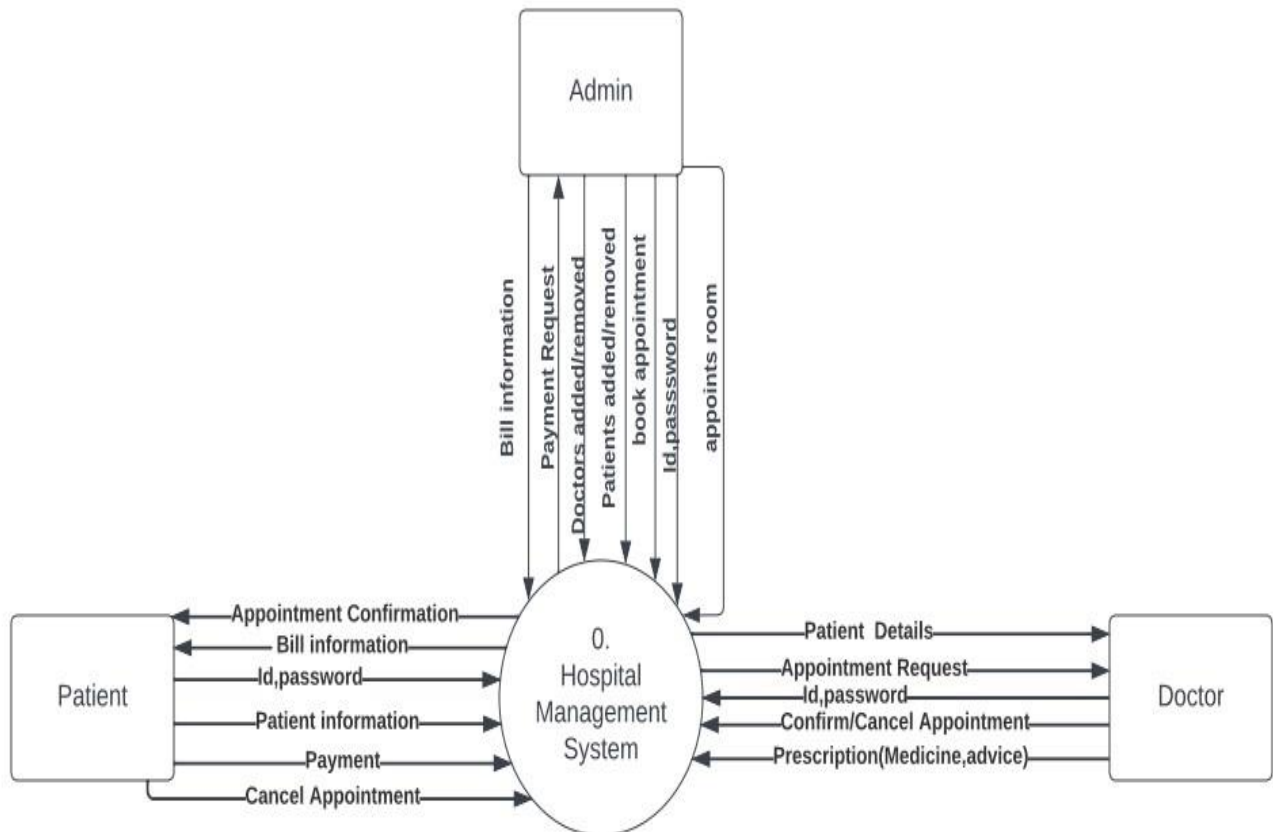 Admin
Bill information
Payment Request
Doctors added/removed
Patients added/removed
book appointment
Id,passsword
appoints room
Appointment Confirmation
Bill information
Id,password
Patient information
Payment
Cancel Appointment
Patient
0.
Hospital
Management
System
Patient Details
Appointment Request
Id,password
Confirm/Cancel Appointment
Prescription(Medicine,advice)
Doctor